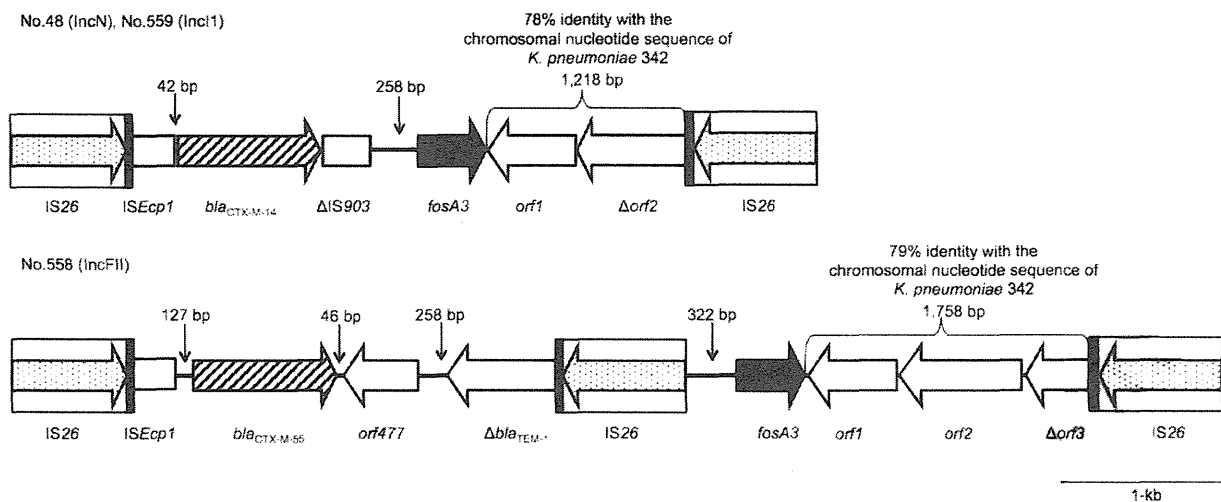 No.48 (IncN), No.559 (IncI1)
78% identity with the
chromosomal nucleotide sequence of
K. pneumoniae 342
42 bp
258 bp
1,218 bp
IS26 ISEcp1 blaCTX-M-14 ΔIS903 fosA3 orf1 Δorf2 IS26
No.558 (IncFII)
79% identity with the
chromosomal nucleotide sequence of
K. pneumoniae 342
127 bp
46 bp
258 bp
322 bp
1,758 bp
IS26 ISEcp1 blaCTX-M-55 orf477 ΔblaTEM-1 IS26 fosA3 orf1 orf2 Δorf3 IS26
1-kb